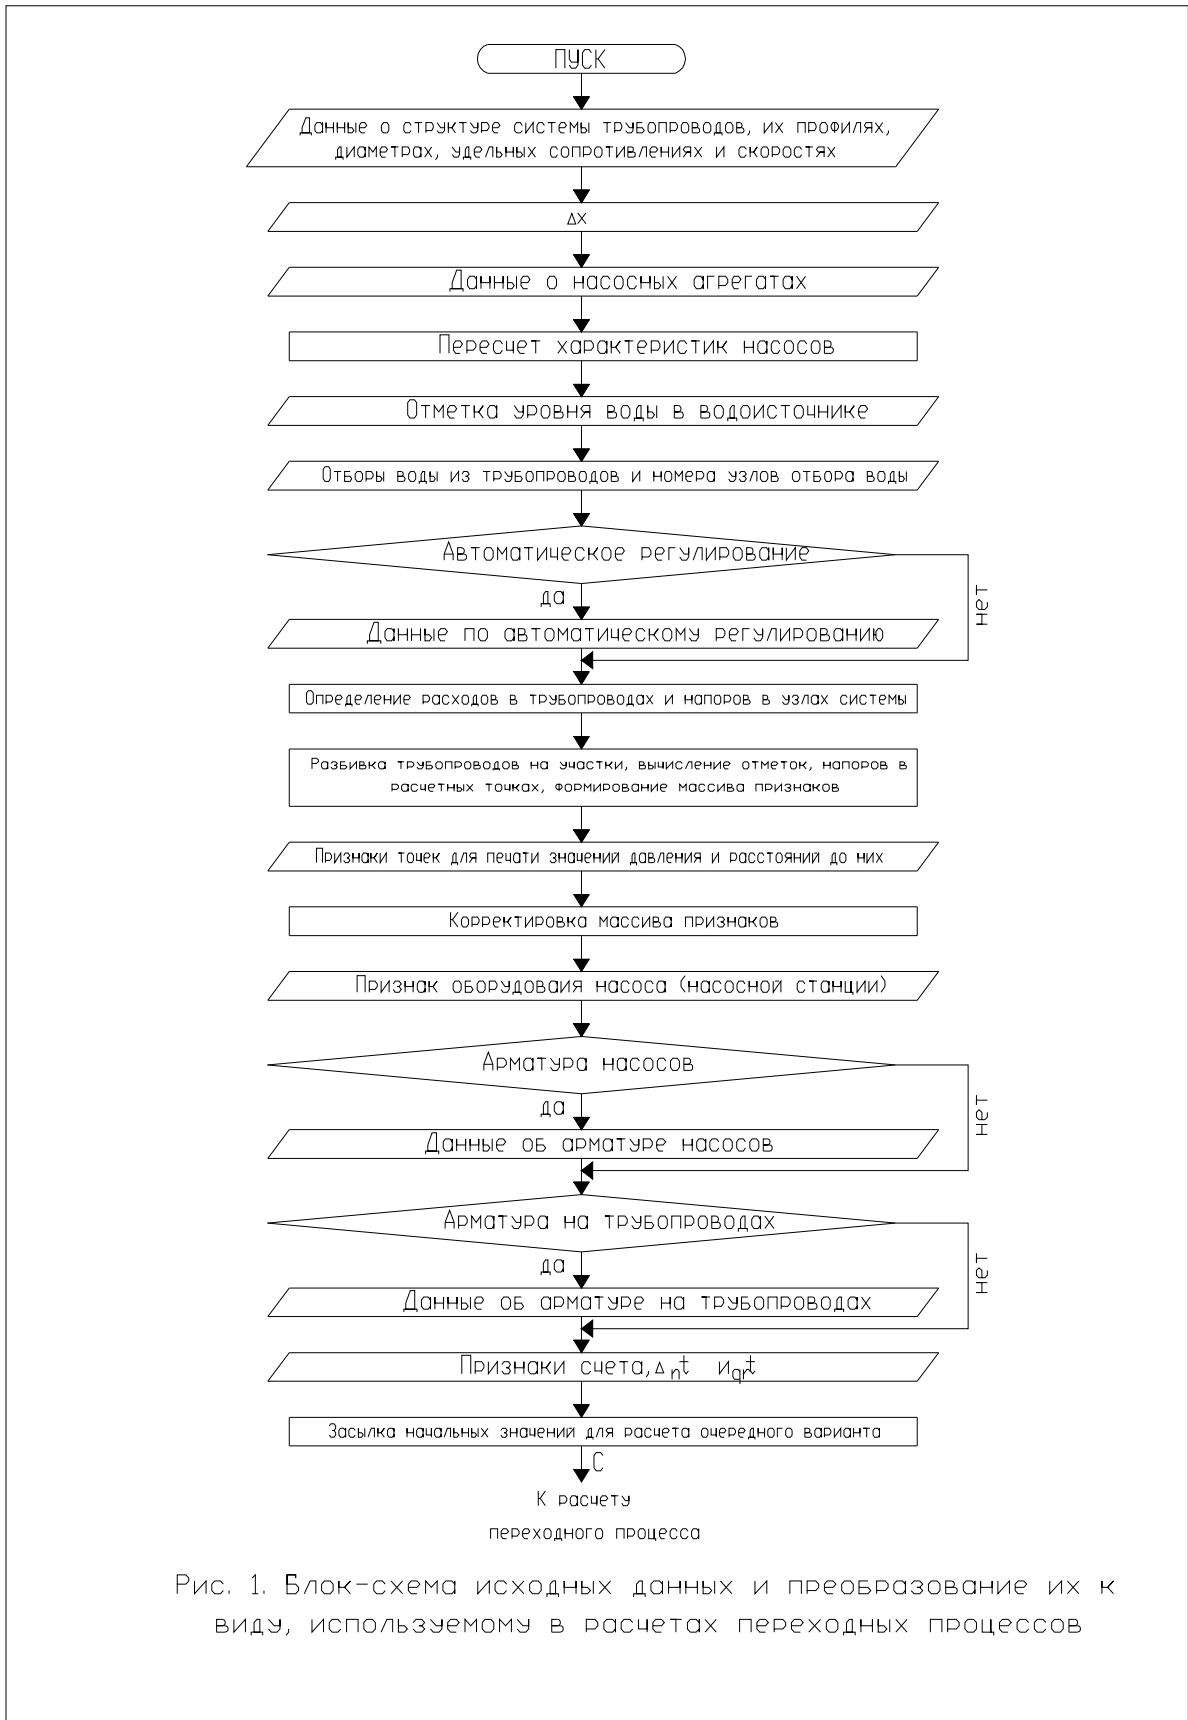 ПУСК
Данные о структуре системы трубопроводов, их профилях,
диаметрах, удельных сопротивлениях и скоростях
Δх
Данные о насосных агрегатах
Пересчет характеристик насосов
Отметка уровня воды в водоисточнике
Отборы воды из трубопроводов и номера узлов отбора воды
Автоматическое регулирование
да
нет
Данные по автоматическому регулированию
Определение расходов в трубопроводах и напоров в узлах системы
Разбивка трубопроводов на участки, вычисление отметок, напоров в
расчетных точках, формирование массива признаков
Признаки точек для печати значений давления и расстояний до них
Корректировка массива признаков
Признак оборудоваия насоса (насосной станции)
Арматура насосов
да
нет
Данные об арматуре насосов
Арматура на трубопроводах
да
нет
Данные об арматуре на трубопроводах
Признаки счета, Δnt и
Засылка начальных значений для расчета очередного варианта
С
К расчету
переходного процесса
Рис. 1. Блок-схема исходных данных и преобразование их к
виду, используемому в расчетах переходных процессов